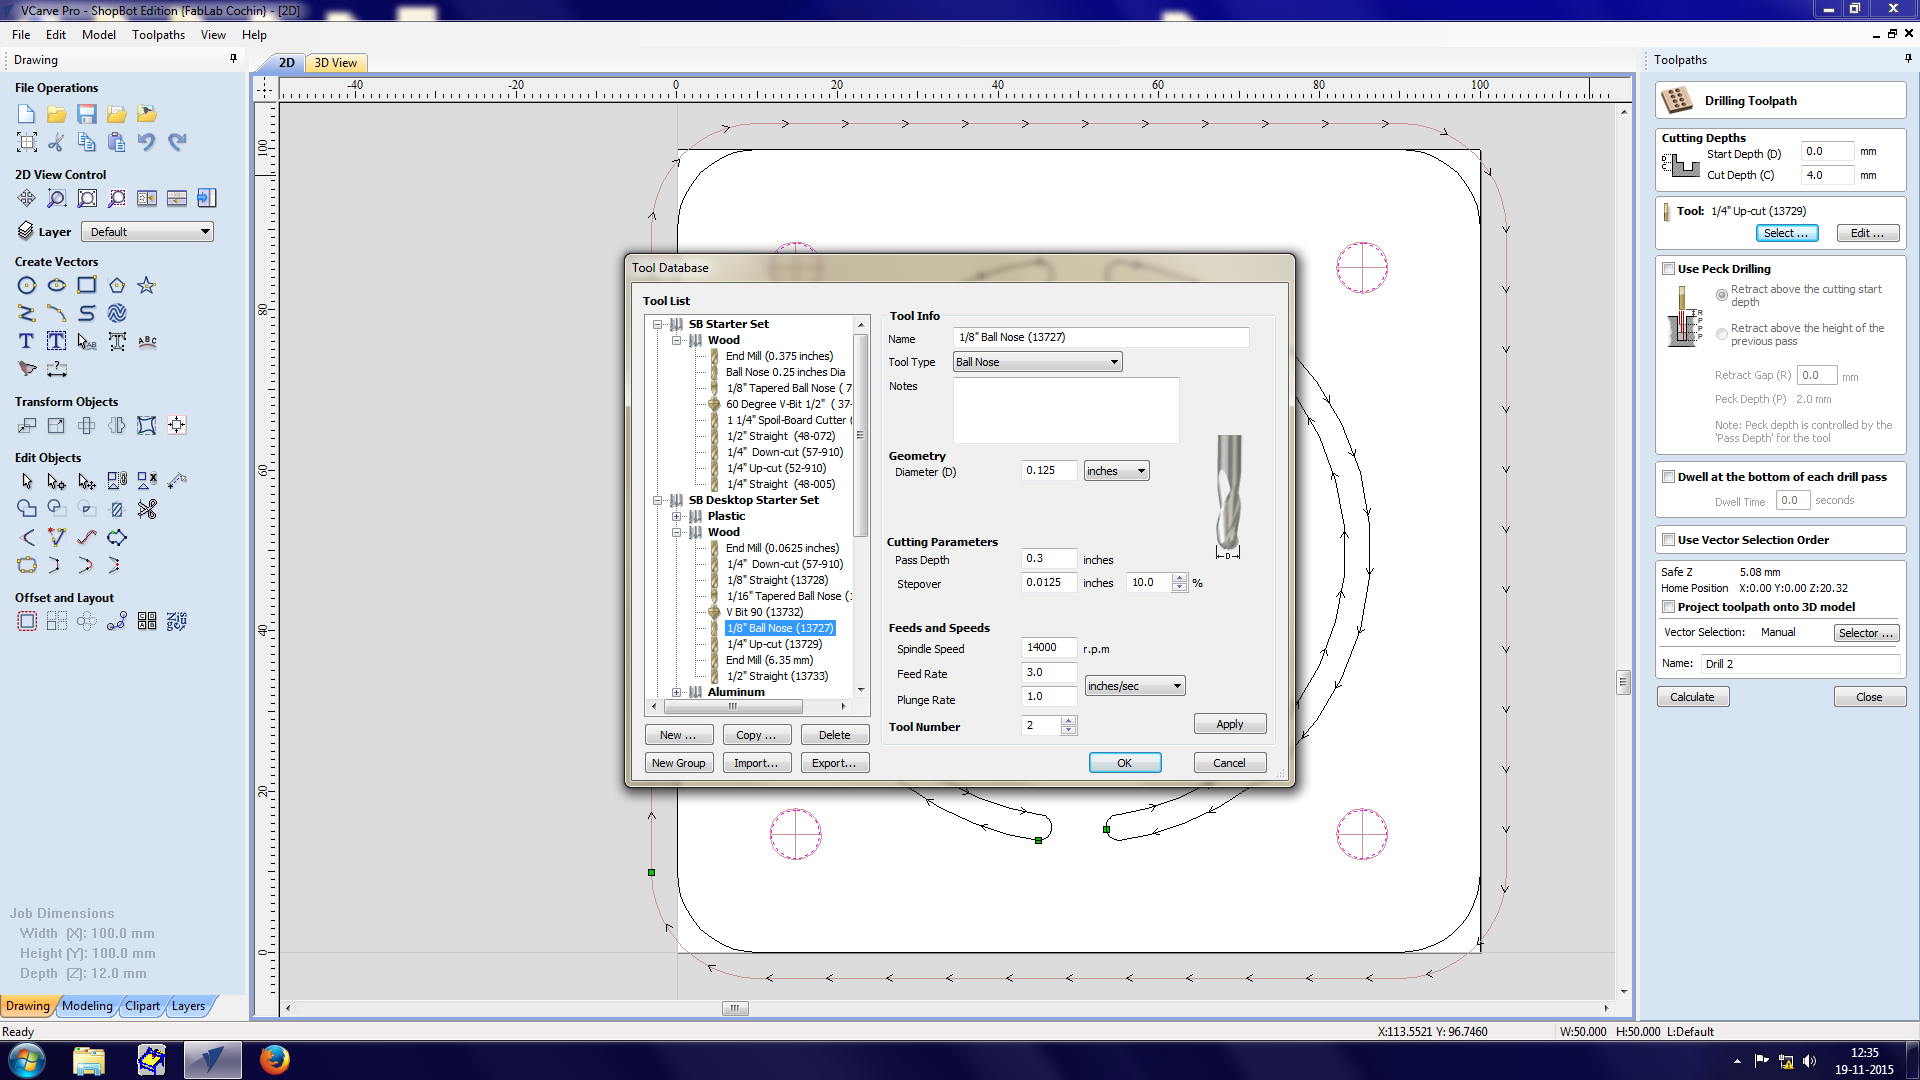 VCarve Pro - ShopBot Edition {FabLab Cochin} - [2D]
File Edit Model Toolpaths View Help
Drawing
File Operations
2D View Control
Layer Default
Create Vectors
Transform Objects
Edit Objects
Offset and Layout
Job Dimensions
Width (X): 100.0 mm
Height (Y): 100.0 mm
Depth (Z): 12.0 mm
Drawing Modeling Clipart Layers
Ready
2D 3D View
-40 -20 0 20 40 60 80 100
100
80
60
40
20
0
Tool Database
Tool List
SB Starter Set
Wood
End Mill (0.375 inches)
Ball Nose 0.25 inches Dia
1/8" Tapered Ball Nose ( 7
60 Degree V-Bit 1/2" ( 37-
1 1/4" Spoil-Board Cutter (
1/2" Straight (48-072)
1/4" Down-cut (57-910)
1/4" Up-cut (52-910)
1/4" Straight (48-005)
SB Desktop Starter Set
Plastic
Wood
End Mill (0.0625 inches)
1/4" Down-cut (57-910)
1/8" Straight (13728)
1/16" Tapered Ball Nose (1
V Bit 90 (13732)
1/8" Ball Nose (13727)
1/4" Up-cut (13729)
End Mill (6.35 mm)
1/2" Straight (13733)
Aluminum
New ... Copy ... Delete
New Group Import... Export...
Tool Info
Name 1/8" Ball Nose (13727)
Tool Type Ball Nose
Notes
Geometry
Diameter (D) 0.125 inches
D
Cutting Parameters
Pass Depth 0.3 inches
Stepover 0.0125 inches 10.0 %
Feeds and Speeds
Spindle Speed 14000 r.p.m
Feed Rate 3.0
inches/sec
Plunge Rate 1.0
Tool Number 2
Apply
OK Cancel
Toolpaths
Drilling Toolpath
Cutting Depths
Start Depth (D) 0.0 mm
Cut Depth (C) 4.0 mm
Tool: 1/4" Up-cut (13729)
Select ... Edit ...
Use Peck Drilling
Retract above the cutting start
depth
Retract above the height of the
previous pass
Retract Gap (R) 0.0 mm
Peck Depth (P) 2.0 mm
Note: Peck depth is controlled by the
'Pass Depth' for the tool
Dwell at the bottom of each drill pass
Dwell Time 0.0 seconds
Use Vector Selection Order
Safe Z 5.08 mm
Home Position X:0.00 Y:0.00 Z:20.32
Project toolpath onto 3D model
Vector Selection: Manual Selector ...
Name: Drill 2
Calculate Close
X:113.5521 Y: 96.7460 W:50.000 H:50.000 L:Default
12:35
19-11-2015